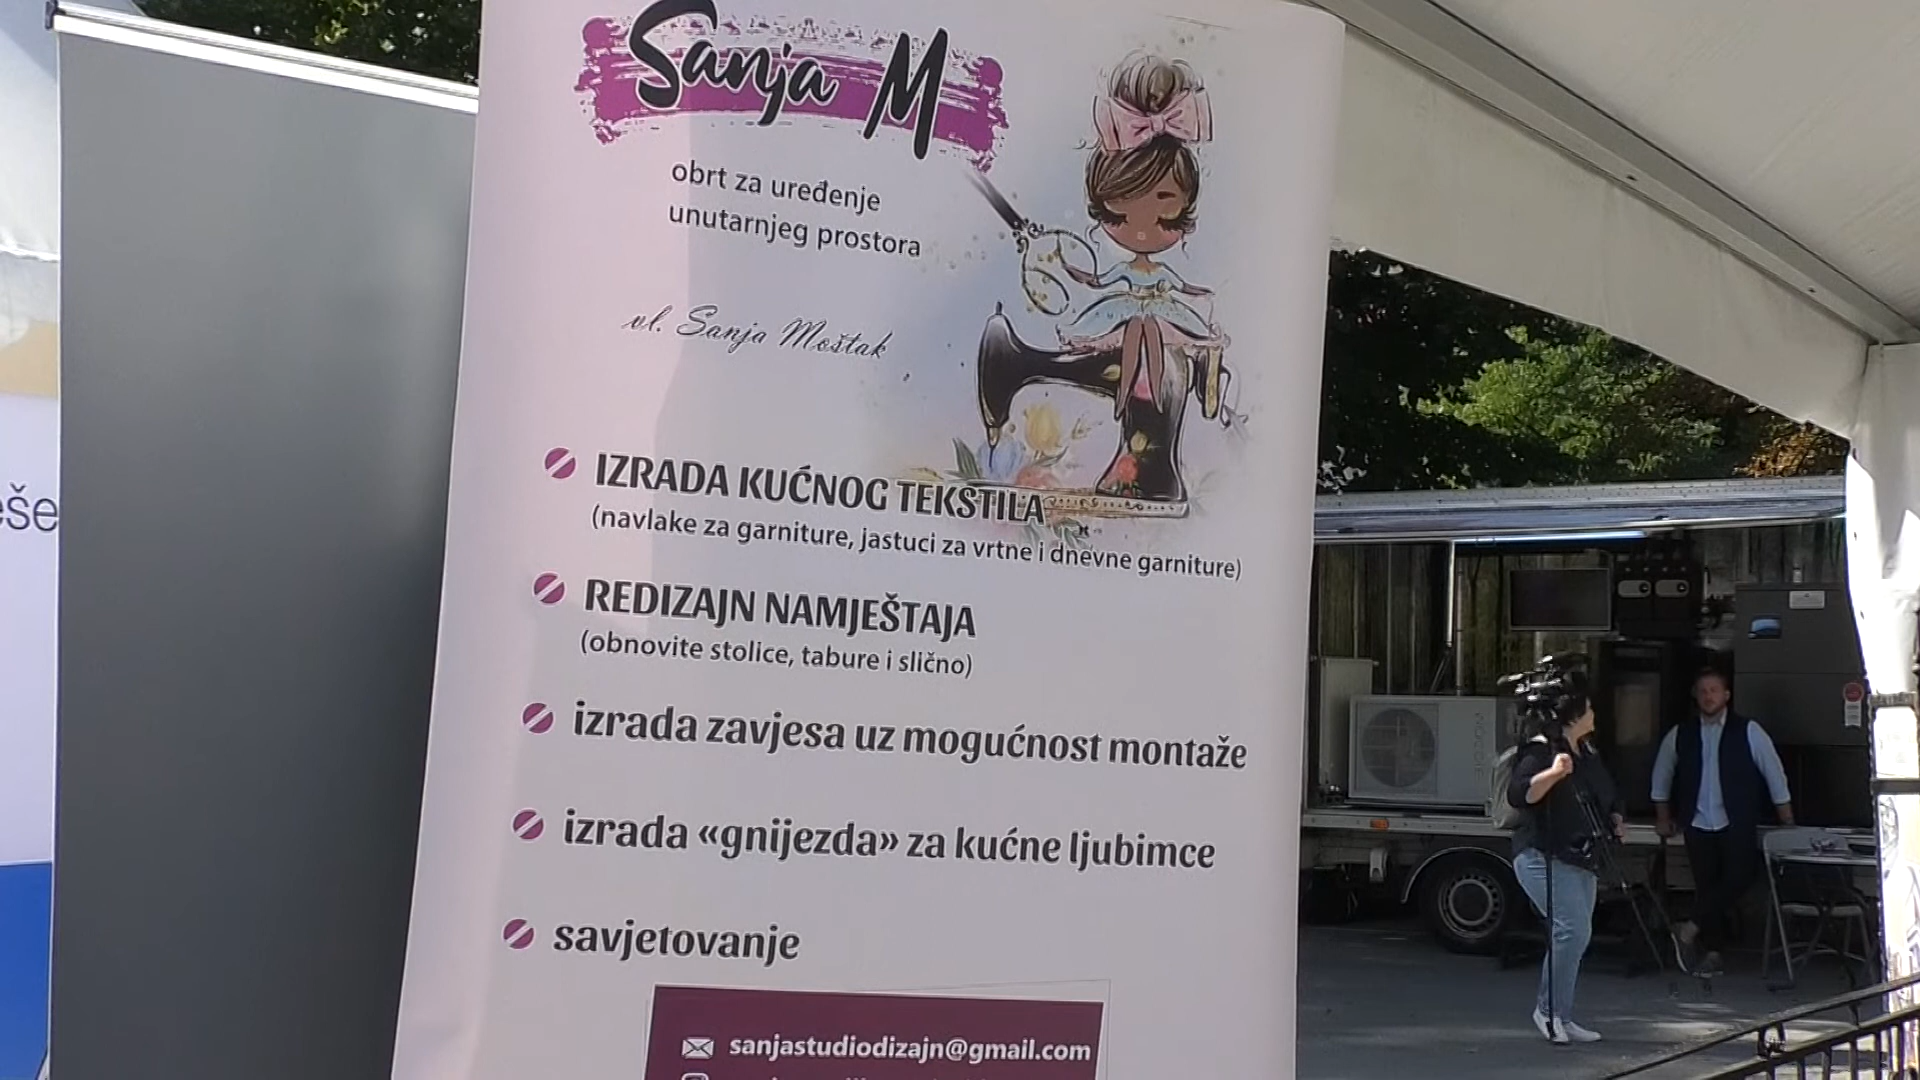 Sanja M
obrt za uređenje
unutarnjeg prostora
vl. Sanja Moštak
IZRADA KUĆNOG TEKSTILA
(navlake za garniture, jastuci za vrtne i dnevne garniture)
REDIZAJN NAMJEŠTAJA
(obnovite stolice, tabure i slično)
izrada zavjesa uz mogućnost montaže
izrada «gnijezda» za kućne ljubimce
savjetovanje
sanjastudiodizajn@gmail.com